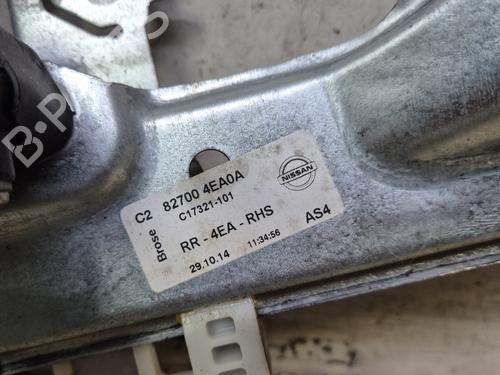 B-P
C2 82700 4EA0A
C17321-101
Brose
NISSAN
RR - 4EA - RHS
AS4
29.10.14 11:34:56